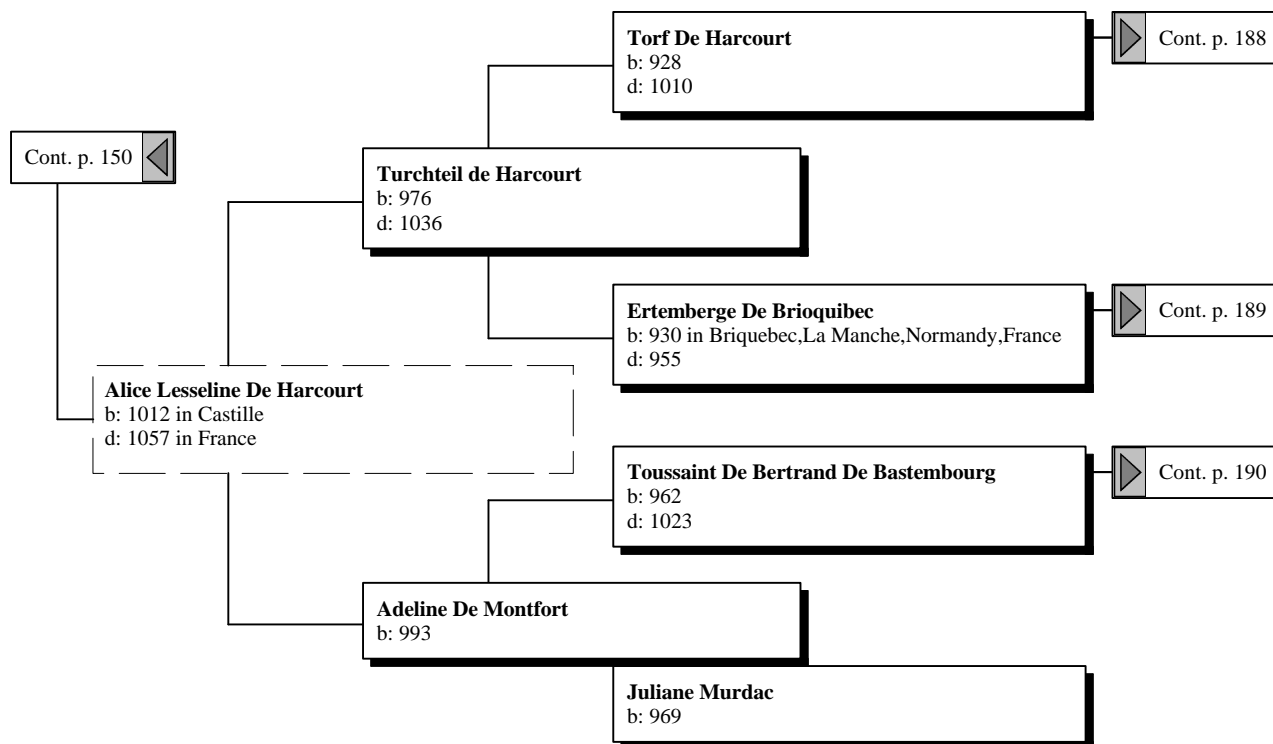 Torf De Harcourt
b: 928
d: 1010
Cont. p. 188
Cont. p. 150
Turchteil de Harcourt
b: 976
d: 1036
Ertemberge De Brioquibec
b: 930 in Briquebec,La Manche,Normandy,France
d: 955
Cont. p. 189
Alice Lesseline De Harcourt
b: 1012 in Castille
d: 1057 in France
Toussaint De Bertrand De Bastembourg
b: 962
d: 1023
Cont. p. 190
Adeline De Montfort
b: 993
Juliane Murdac
b: 969